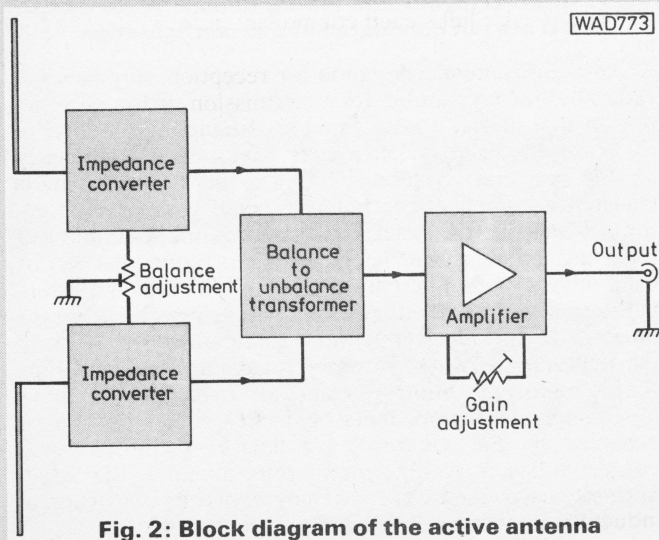 WAD773
Impedance
converter
Balance
adjustment
Impedance
converter
Balance
to
unbalance
transformer
Amplifier
Gain
adjustment
Output
Fig. 2: Block diagram of the active antenna